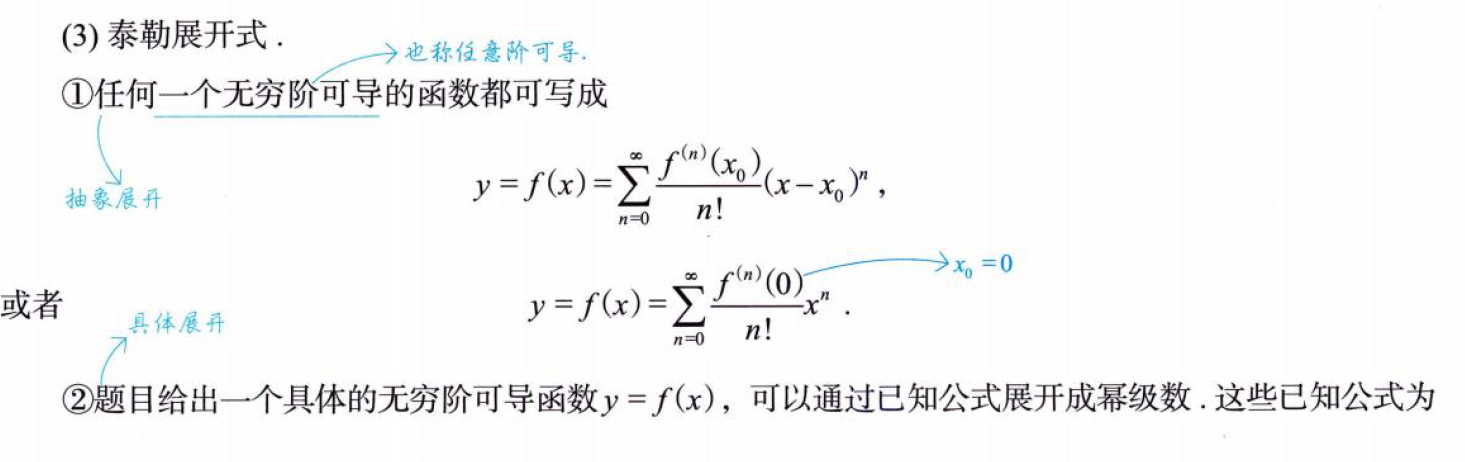 (3) 泰勒展开式.
也称任意阶可导.
①任何一个无穷阶可导的函数都可写成
抽象展开
y = f(x) = \sum_{n=0}^{\infty} \frac{f^{(n)}(x_0)}{n!}(x-x_0)^n ,
或者 y = f(x) = \sum_{n=0}^{\infty} \frac{f^{(n)}(0)}{n!}x^n .
x_0 = 0
具体展开
②题目给出一个具体的无穷阶可导函数 y = f(x)，可以通过已知公式展开成幂级数.这些已知公式为